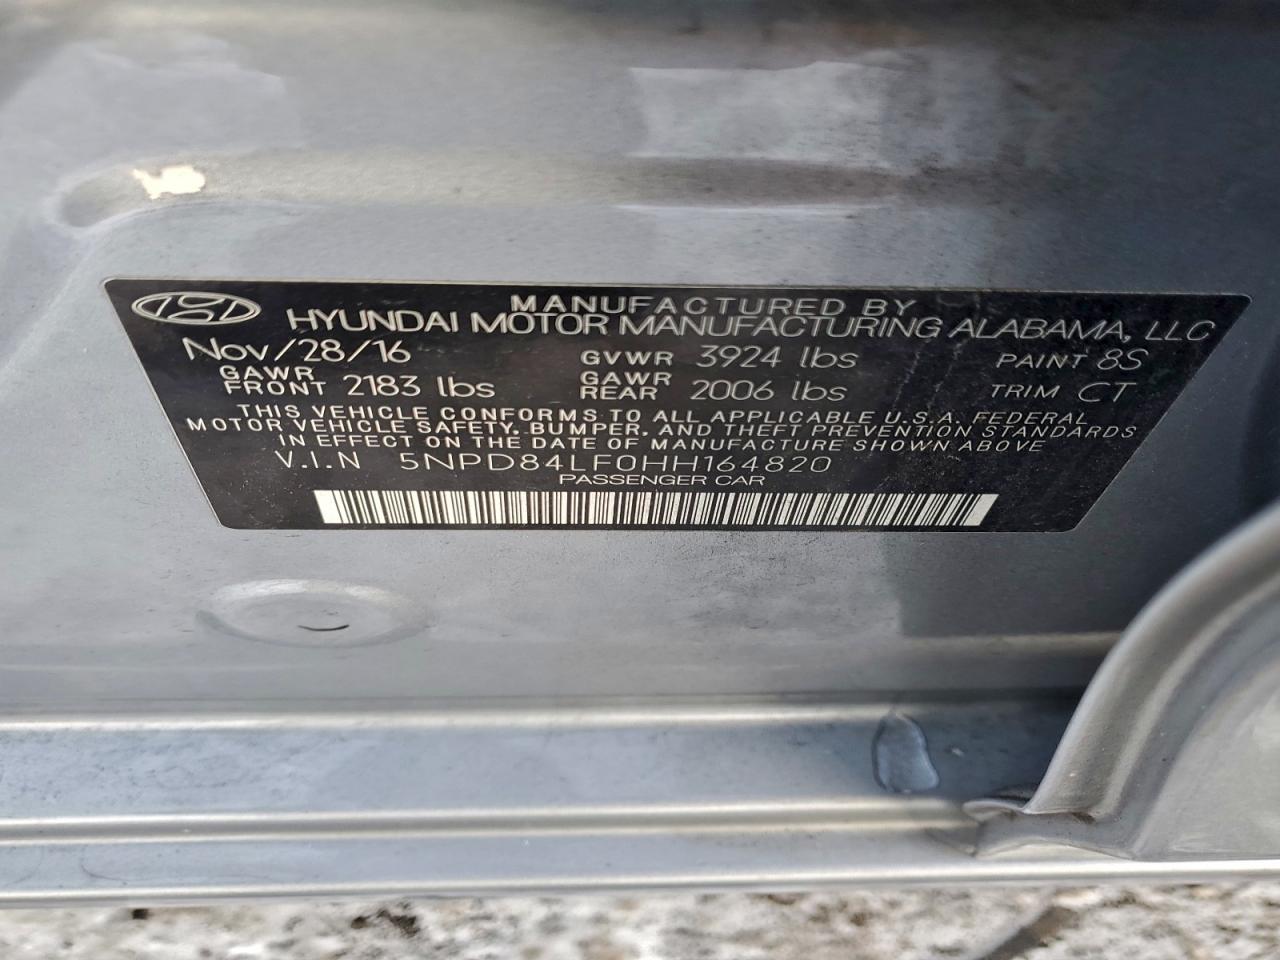 MANUFACTURED BY
HYUNDAI MOTOR MANUFACTURING ALABAMA, LLC
Nov/28/16 GVWR 3924 lbs PAINT 8S
GAWR FRONT 2183 lbs GAWR REAR 2006 lbs TRIM CT
THIS VEHICLE CONFORMS TO ALL APPLICABLE U.S.A. FEDERAL
MOTOR VEHICLE SAFETY, BUMPER, AND THEFT PREVENTION STANDARDS
IN EFFECT ON THE DATE OF MANUFACTURE SHOWN ABOVE
V.I.N 5NPD84LF0HH164820
PASSENGER CAR